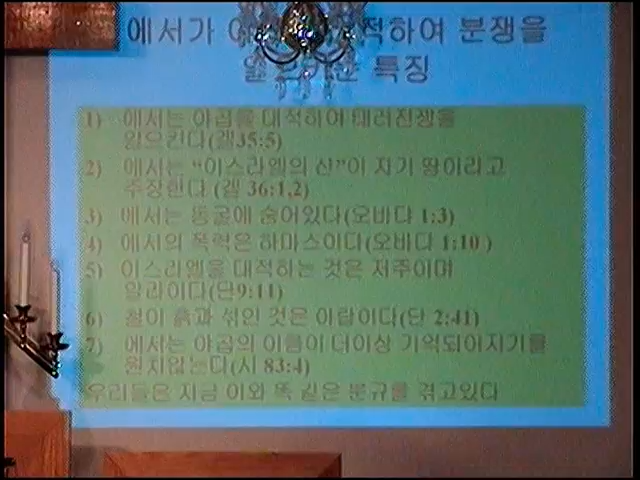 에서가 대적하여 분쟁을
특징
1) 에서는 야곱을 대적하여 테러전쟁을
일으킨다(겔35:5)
2) 에서는 “이스라엘의 산”이 자기 땅이라고
주장한다 (겔 36:1,2)
3) 에서는 동굴에 숨어있다(오바댜 1:3)
4) 에서의 폭력은 하마스이다(오바댜 1:10 )
5) 이스라엘을 대적하는 것은 저주이며
알라이다(단9:11)
6) 철이 흙과 섞인 것은 아랍이다(단 2:41)
7) 에서는 야곱의 이름이 더이상 기억되어지기를
원치않는다(시 83:4)
우리들은 지금 이와 똑 같은 분규를 겪고있다